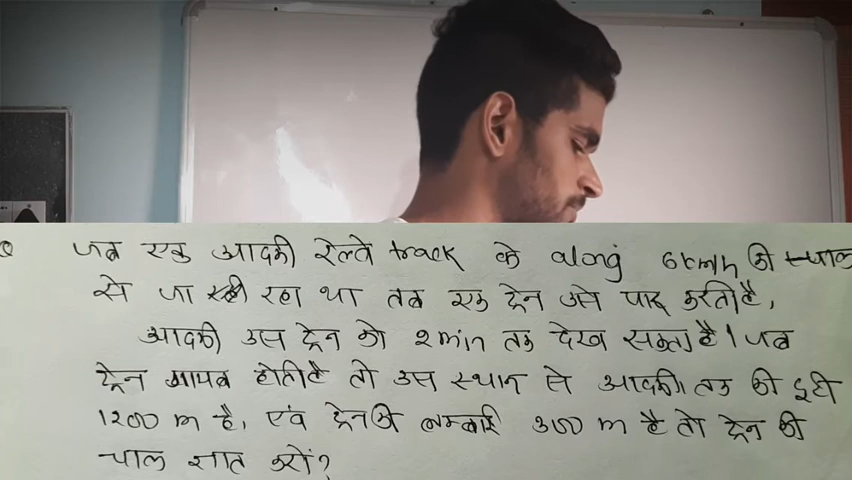 Q जब एक आदमी रेल्वे track के along 6km/h की चाल
से जा रहा था तब एक ट्रेन उसे पार करती है,
आदमी उस ट्रेन को 2min तक देख सकता है। जब
ट्रेन गायब होती है तो उस स्थान से आदमी तक की दूरी
1200 m है, एवं ट्रेन की लम्बाई 300 m है तो ट्रेन की
चाल ज्ञात करो?